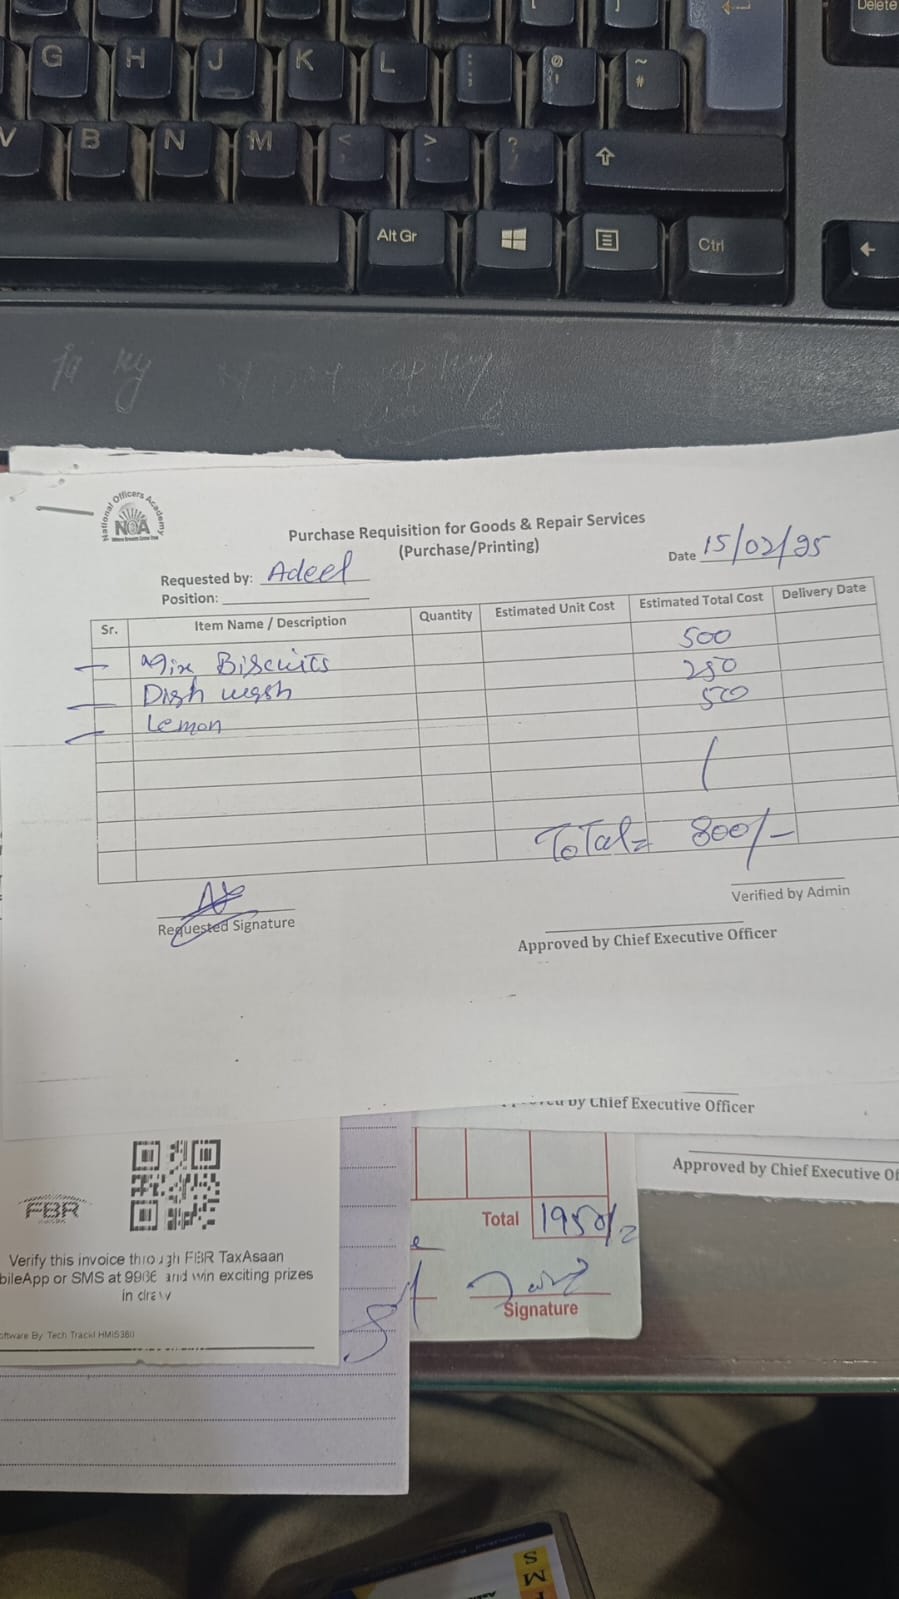 Delete
G H J K L : ; @ ' ~ #
V B N M < , > . ? /
Alt Gr Ctrl
National Officers Academy
NOA
Purchase Requisition for Goods & Repair Services
(Purchase/Printing)
Date 15/02/25
Requested by: Adeel
Position:
Sr. Item Name / Description Quantity Estimated Unit Cost Estimated Total Cost Delivery Date
Mix Biscuits 500
Dish wash 250
Lemon 50
Total = 800/-
Requested Signature
Verified by Admin
Approved by Chief Executive Officer
by Chief Executive Officer
Approved by Chief Executive Of
FBR
Verify this invoice through FBR TaxAsaan
bileApp or SMS at 9966 and win exciting prizes
in draw
oftware By Tech Track
Total 1950/=
Signature
S
M